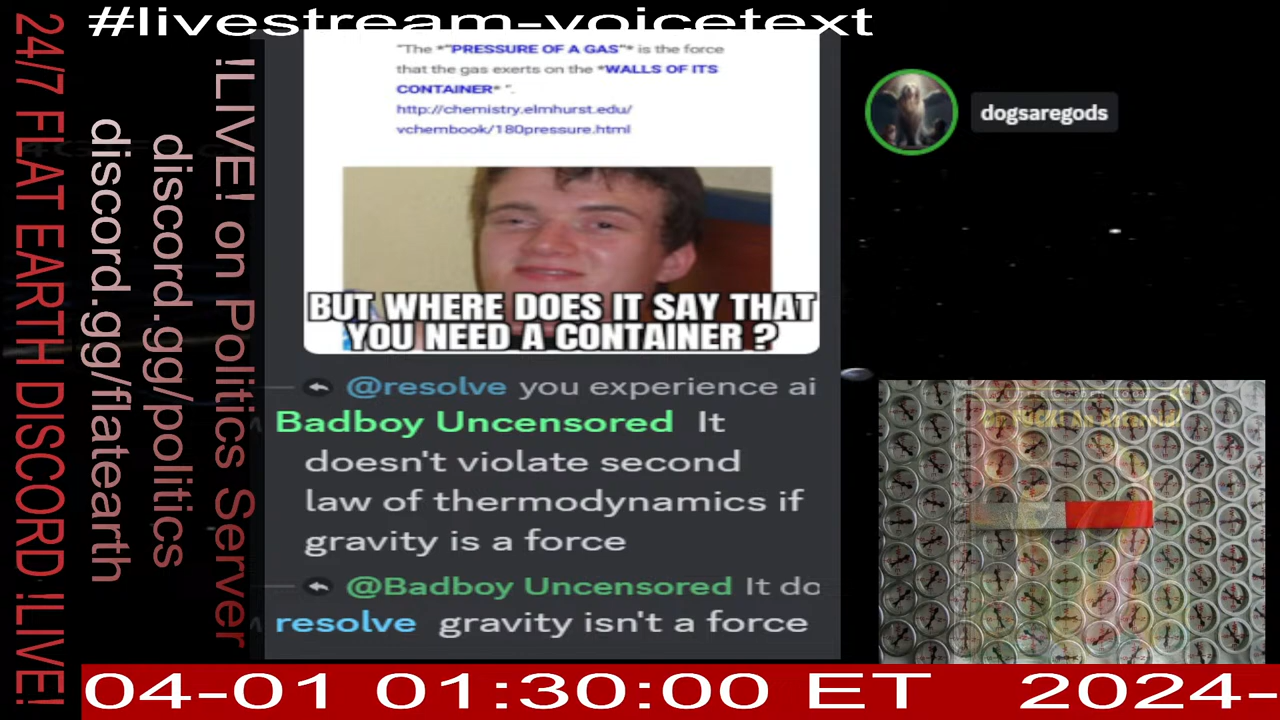 #livestream-voicetext
24/7 FLAT EARTH DISCORD !LIVE!
discord.gg/flatearth
discord.gg/politics
!LIVE! on Politics Server
"The *"PRESSURE OF A GAS"* is the force
that the gas exerts on the *WALLS OF ITS
CONTAINER* ".
http://chemistry.elmhurst.edu/
vchembook/180pressure.html
BUT WHERE DOES IT SAY THAT
YOU NEED A CONTAINER ?
@resolve you experience ai
Badboy Uncensored It
doesn't violate second
law of thermodynamics if
gravity is a force
@Badboy Uncensored It do
resolve gravity isn't a force
dogsaregods
04-01 01:30:00 ET 2024-